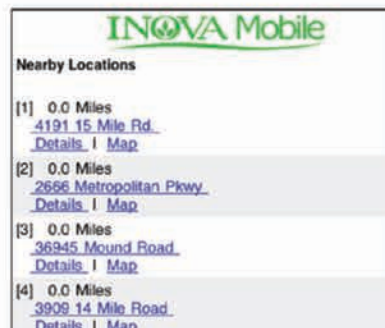 INOVA Mobile
Nearby Locations
[1] 0.0 Miles
4191 15 Mile Rd.
Details | Map
[2] 0.0 Miles
2666 Metropolitan Pkwy
Details | Map
[3] 0.0 Miles
36945 Mound Road
Details | Map
[4] 0.0 Miles
3909 14 Mile Road
Details | Map